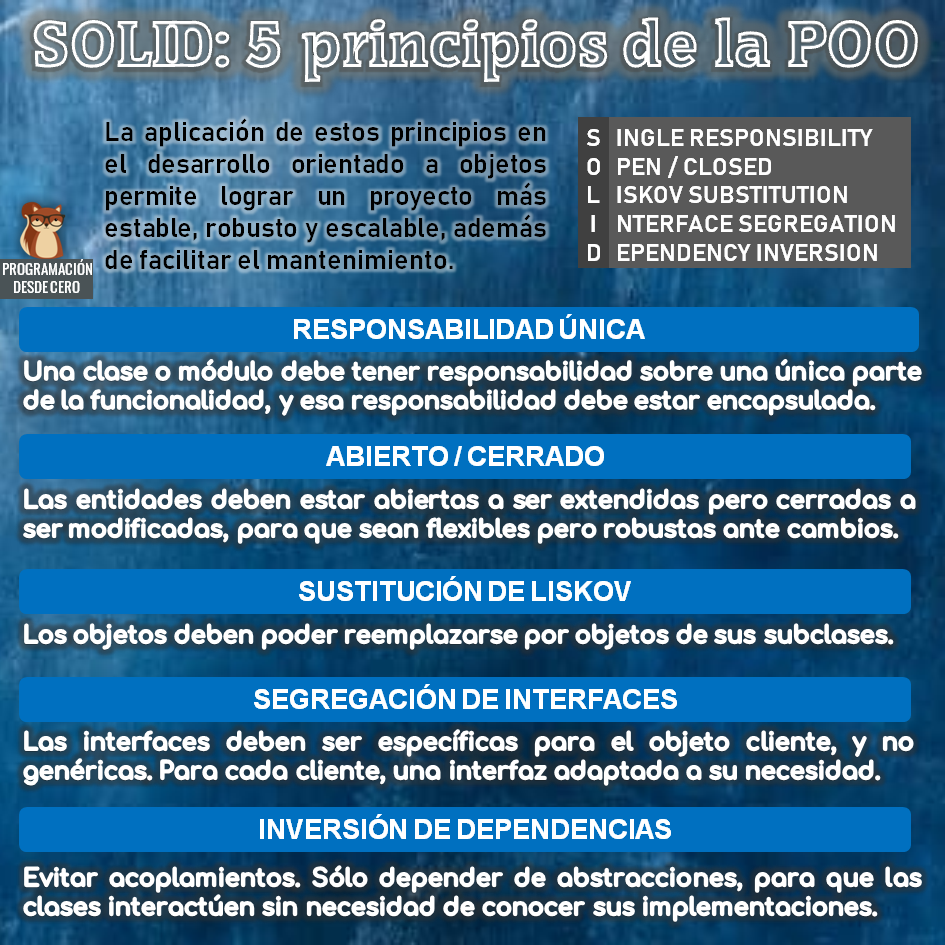 SOLID: 5 principios de la POO
La aplicación de estos principios en
el desarrollo orientado a objetos
permite lograr un proyecto más
estable, robusto y escalable, además
de facilitar el mantenimiento.
S INGLE RESPONSIBILITY
O PEN / CLOSED
L ISKOV SUBSTITUTION
I NTERFACE SEGREGATION
D EPENDENCY INVERSION
PROGRAMACIÓN
DESDE CERO
RESPONSABILIDAD ÚNICA
Una clase o módulo debe tener responsabilidad sobre una única parte
de la funcionalidad, y esa responsabilidad debe estar encapsulada.
ABIERTO / CERRADO
Las entidades deben estar abiertas a ser extendidas pero cerradas a
ser modificadas, para que sean flexibles pero robustas ante cambios.
SUSTITUCIÓN DE LISKOV
Los objetos deben poder reemplazarse por objetos de sus subclases.
SEGREGACIÓN DE INTERFACES
Las interfaces deben ser específicas para el objeto cliente, y no
genéricas. Para cada cliente, una interfaz adaptada a su necesidad.
INVERSIÓN DE DEPENDENCIAS
Evitar acoplamientos. Sólo depender de abstracciones, para que las
clases interactúen sin necesidad de conocer sus implementaciones.